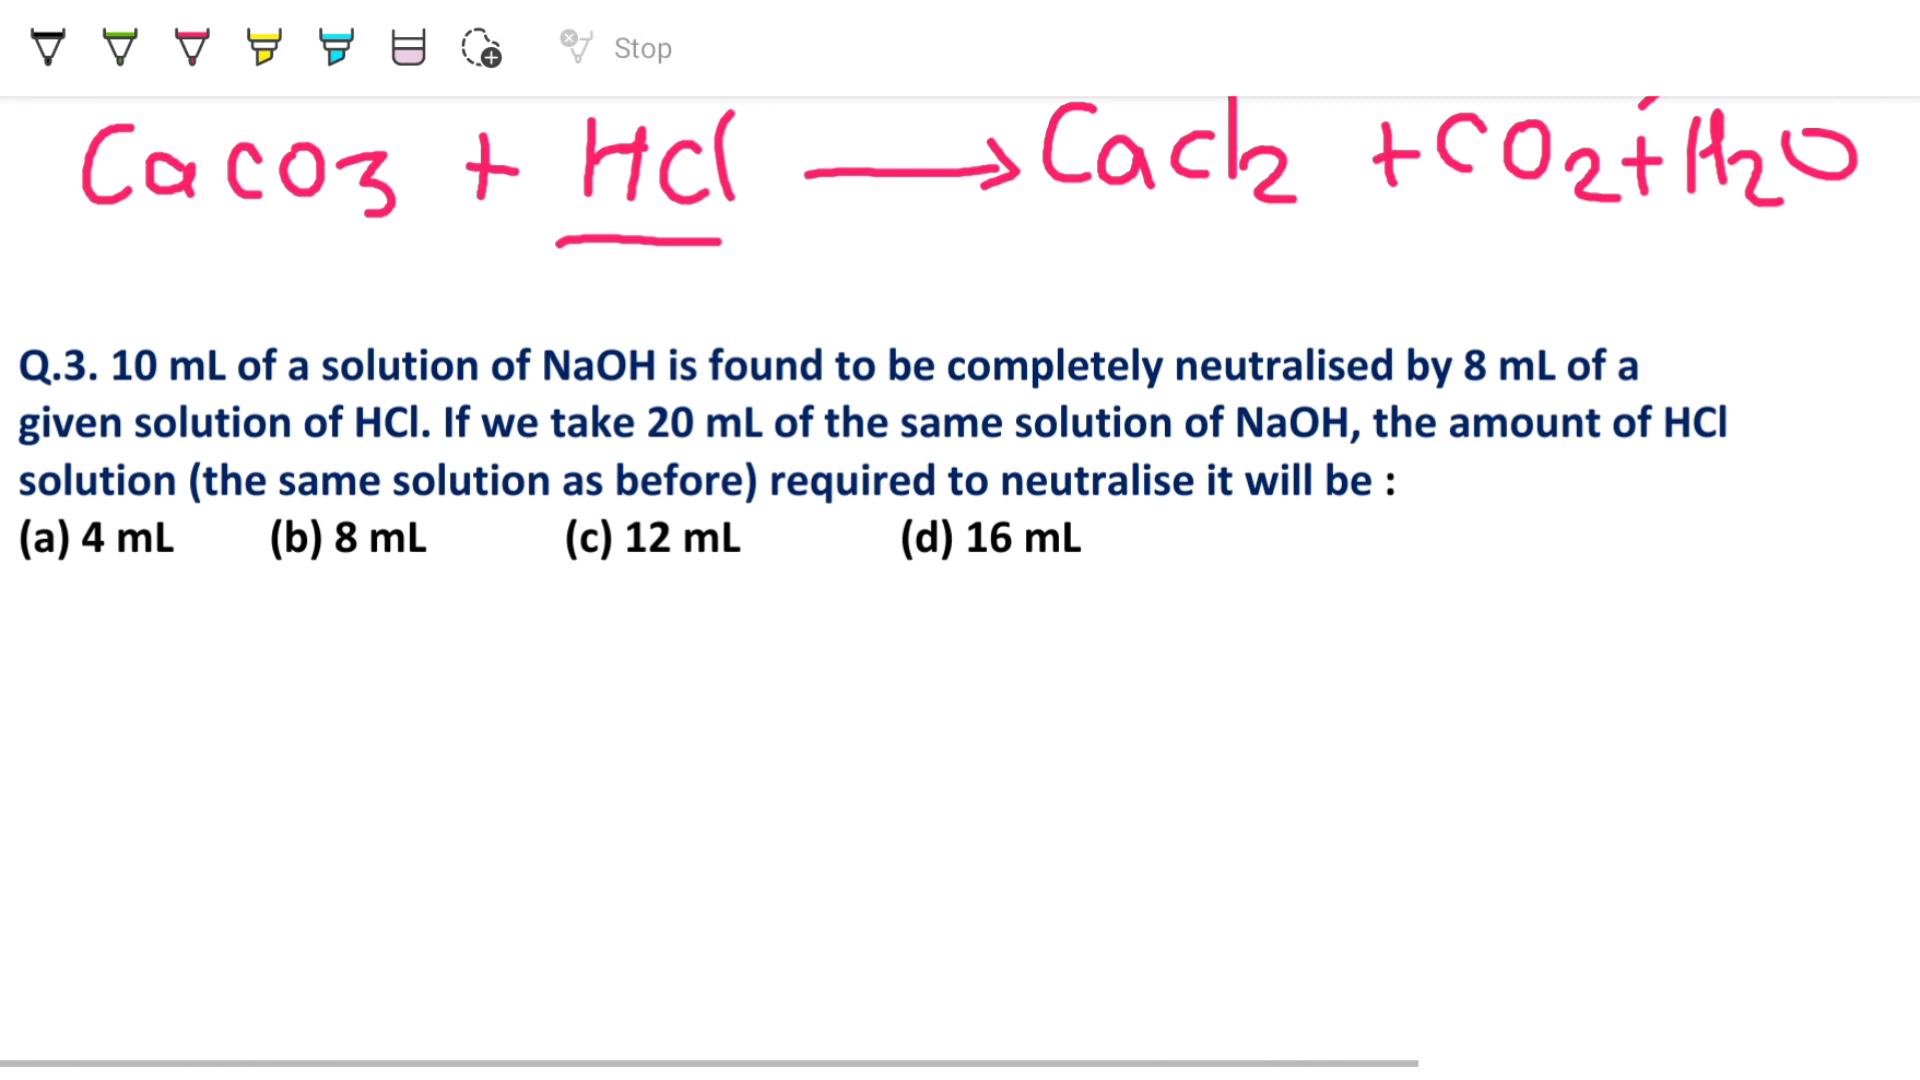 Stop
Caco3 + Hcl → Cacl2 + CO2 + H2O
Q.3. 10 mL of a solution of NaOH is found to be completely neutralised by 8 mL of a
given solution of HCl. If we take 20 mL of the same solution of NaOH, the amount of HCl
solution (the same solution as before) required to neutralise it will be :
(a) 4 mL (b) 8 mL (c) 12 mL (d) 16 mL